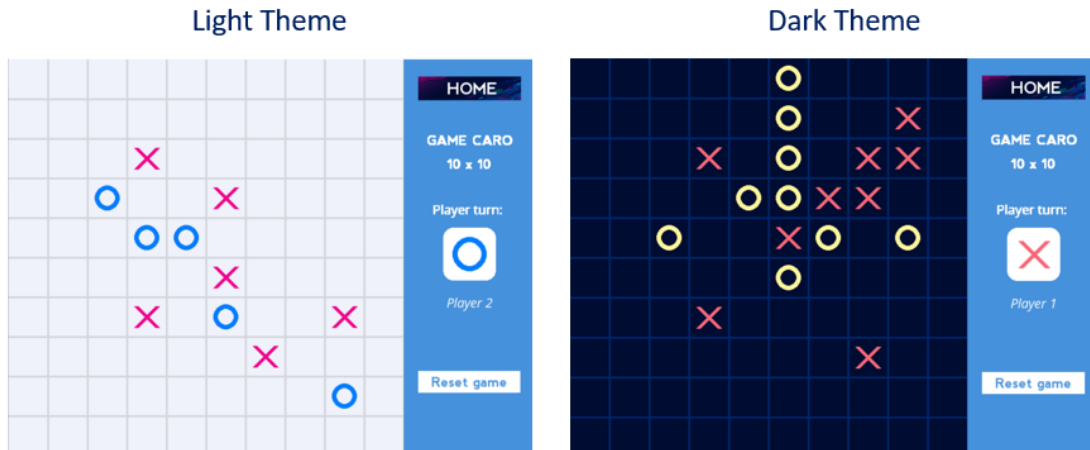 Light Theme
HOME
GAME CARO
10 x 10
Player turn:
Player 2
Reset game
Dark Theme
HOME
GAME CARO
10 x 10
Player turn:
Player 1
Reset game